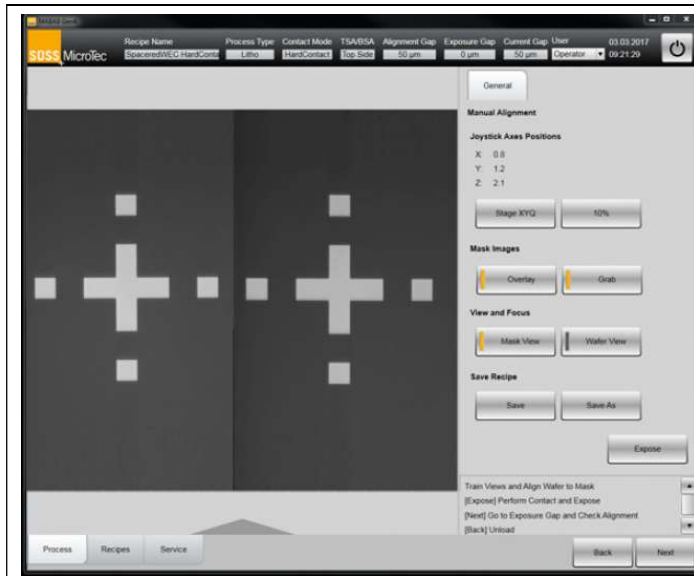 MA8A8 Gen4
SUSS MicroTec
Recipe Name Process Type Contact Mode TSA/BSA Alignment Gap Exposure Gap Current Gap User 03.03.2017
SpaceredWEC HardConta Litho HardContact Top Side 50 µm 0 µm 50 µm Operator 09:21:29
General
Manual Alignment
Joystick Axes Positions
X: 0.8
Y: 1.2
Z: 2.1
Stage XYQ 10%
Mask Images
Overlay Grab
View and Focus
Mask View Wafer View
Save Recipe
Save Save As
Expose
Train Views and Align Wafer to Mask
[Expose] Perform Contact and Expose
[Next] Go to Exposure Gap and Check Alignment
[Back] Unload
Process Recipes Service Back Next